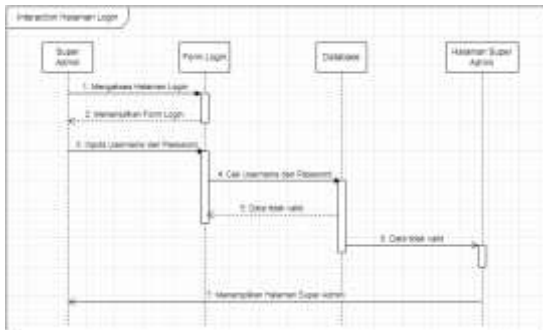 Interaction Halaman Login
Super
Admin
Form Login
Database
Halaman Super
Admin
1. Mengakses Halaman Login
2. Menampilkan Form Login
3. Input Username dan Password
4. Cek Username dan Password
5. Data tidak valid
6. Data tidak valid
7. Menampilkan Halaman Super Admin